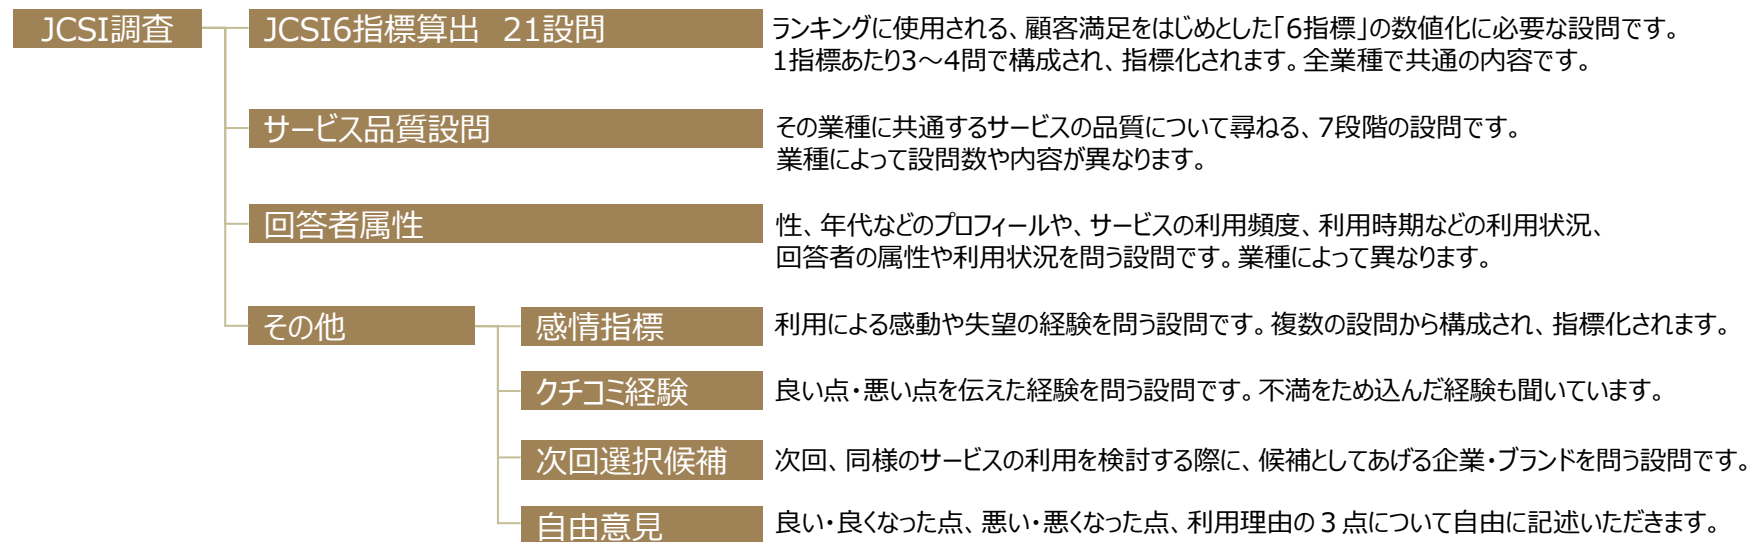 JCSI調査
JCSI6指標算出　21設問
ランキングに使用される、顧客満足をはじめとした「6指標」の数値化に必要な設問です。
1指標あたり3～4問で構成され、指標化されます。全業種で共通の内容です。
サービス品質設問
その業種に共通するサービスの品質について尋ねる、7段階の設問です。
業種によって設問数や内容が異なります。
回答者属性
性、年代などのプロフィールや、サービスの利用頻度、利用時期などの利用状況、
回答者の属性や利用状況を問う設問です。業種によって異なります。
その他
感情指標
利用による感動や失望の経験を問う設問です。複数の設問から構成され、指標化されます。
クチコミ経験
良い点・悪い点を伝えた経験を問う設問です。不満をため込んだ経験も聞いています。
次回選択候補
次回、同様のサービスの利用を検討する際に、候補としてあげる企業・ブランドを問う設問です。
自由意見
良い・良くなった点、悪い・悪くなった点、利用理由の３点について自由に記述いただきます。